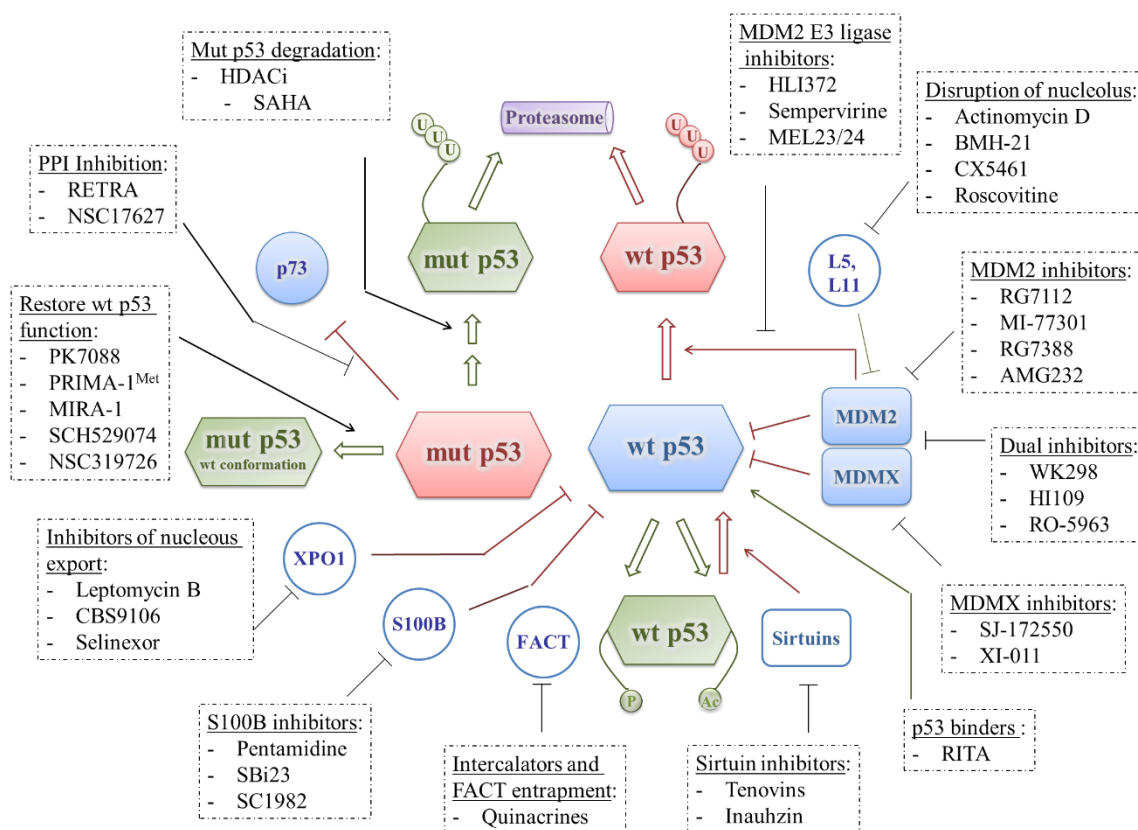 Mut p53 degradation:
- HDACi
- SAHA
MDM2 E3 ligase
inhibitors:
- HLI372
- Sempervirine
- MEL23/24
Disruption of nucleolus:
- Actinomycin D
- BMH-21
- CX5461
- Roscovitine
PPI Inhibition:
- RETRA
- NSC17627
U
U
U
Proteasome
U
U
U
mut p53
wt p53
p73
L5,
L11
MDM2 inhibitors:
- RG7112
- MI-77301
- RG7388
- AMG232
Restore wt p53
function:
- PK7088
- PRIMA-1Met
- MIRA-1
- SCH529074
- NSC319726
mut p53
wt conformation
mut p53
wt p53
MDM2
MDMX
Dual inhibitors:
- WK298
- HI109
- RO-5963
Inhibitors of nucleous
export:
- Leptomycin B
- CBS9106
- Selinexor
XPO1
S100B
FACT
wt p53
P
Ac
Sirtuins
MDMX inhibitors:
- SJ-172550
- XI-011
S100B inhibitors:
- Pentamidine
- SBi23
- SC1982
Intercalators and
FACT entrapment:
- Quinacrines
Sirtuin inhibitors:
- Tenovins
- Inauhzin
p53 binders :
- RITA